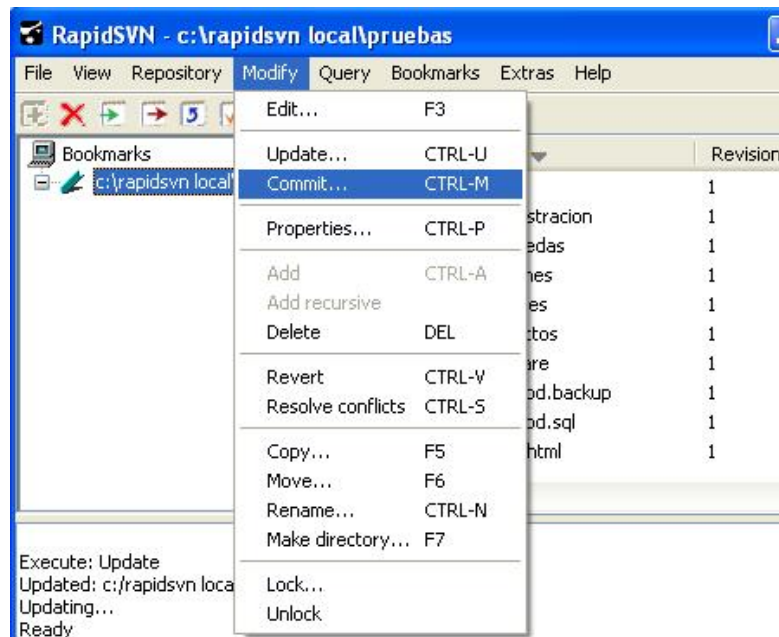 RapidSVN - c:\rapidsvn local\pruebas
File View Repository Modify Query Bookmarks Extras Help
Edit... F3
Bookmarks
Update... CTRL-U
Revision
c:\rapidsvn local\
Commit... CTRL-M
1
stracion 1
Properties... CTRL-P
edas 1
Add CTRL-A
nes 1
Add recursive
es 1
Delete DEL
ctos 1
are 1
Revert CTRL-V
od.backup 1
Resolve conflicts CTRL-S
od.sql 1
Copy... F5
html 1
Move... F6
Rename... CTRL-N
Make directory... F7
Execute: Update
Updated: c:/rapidsvn loca
Lock...
Updating...
Unlock
Ready